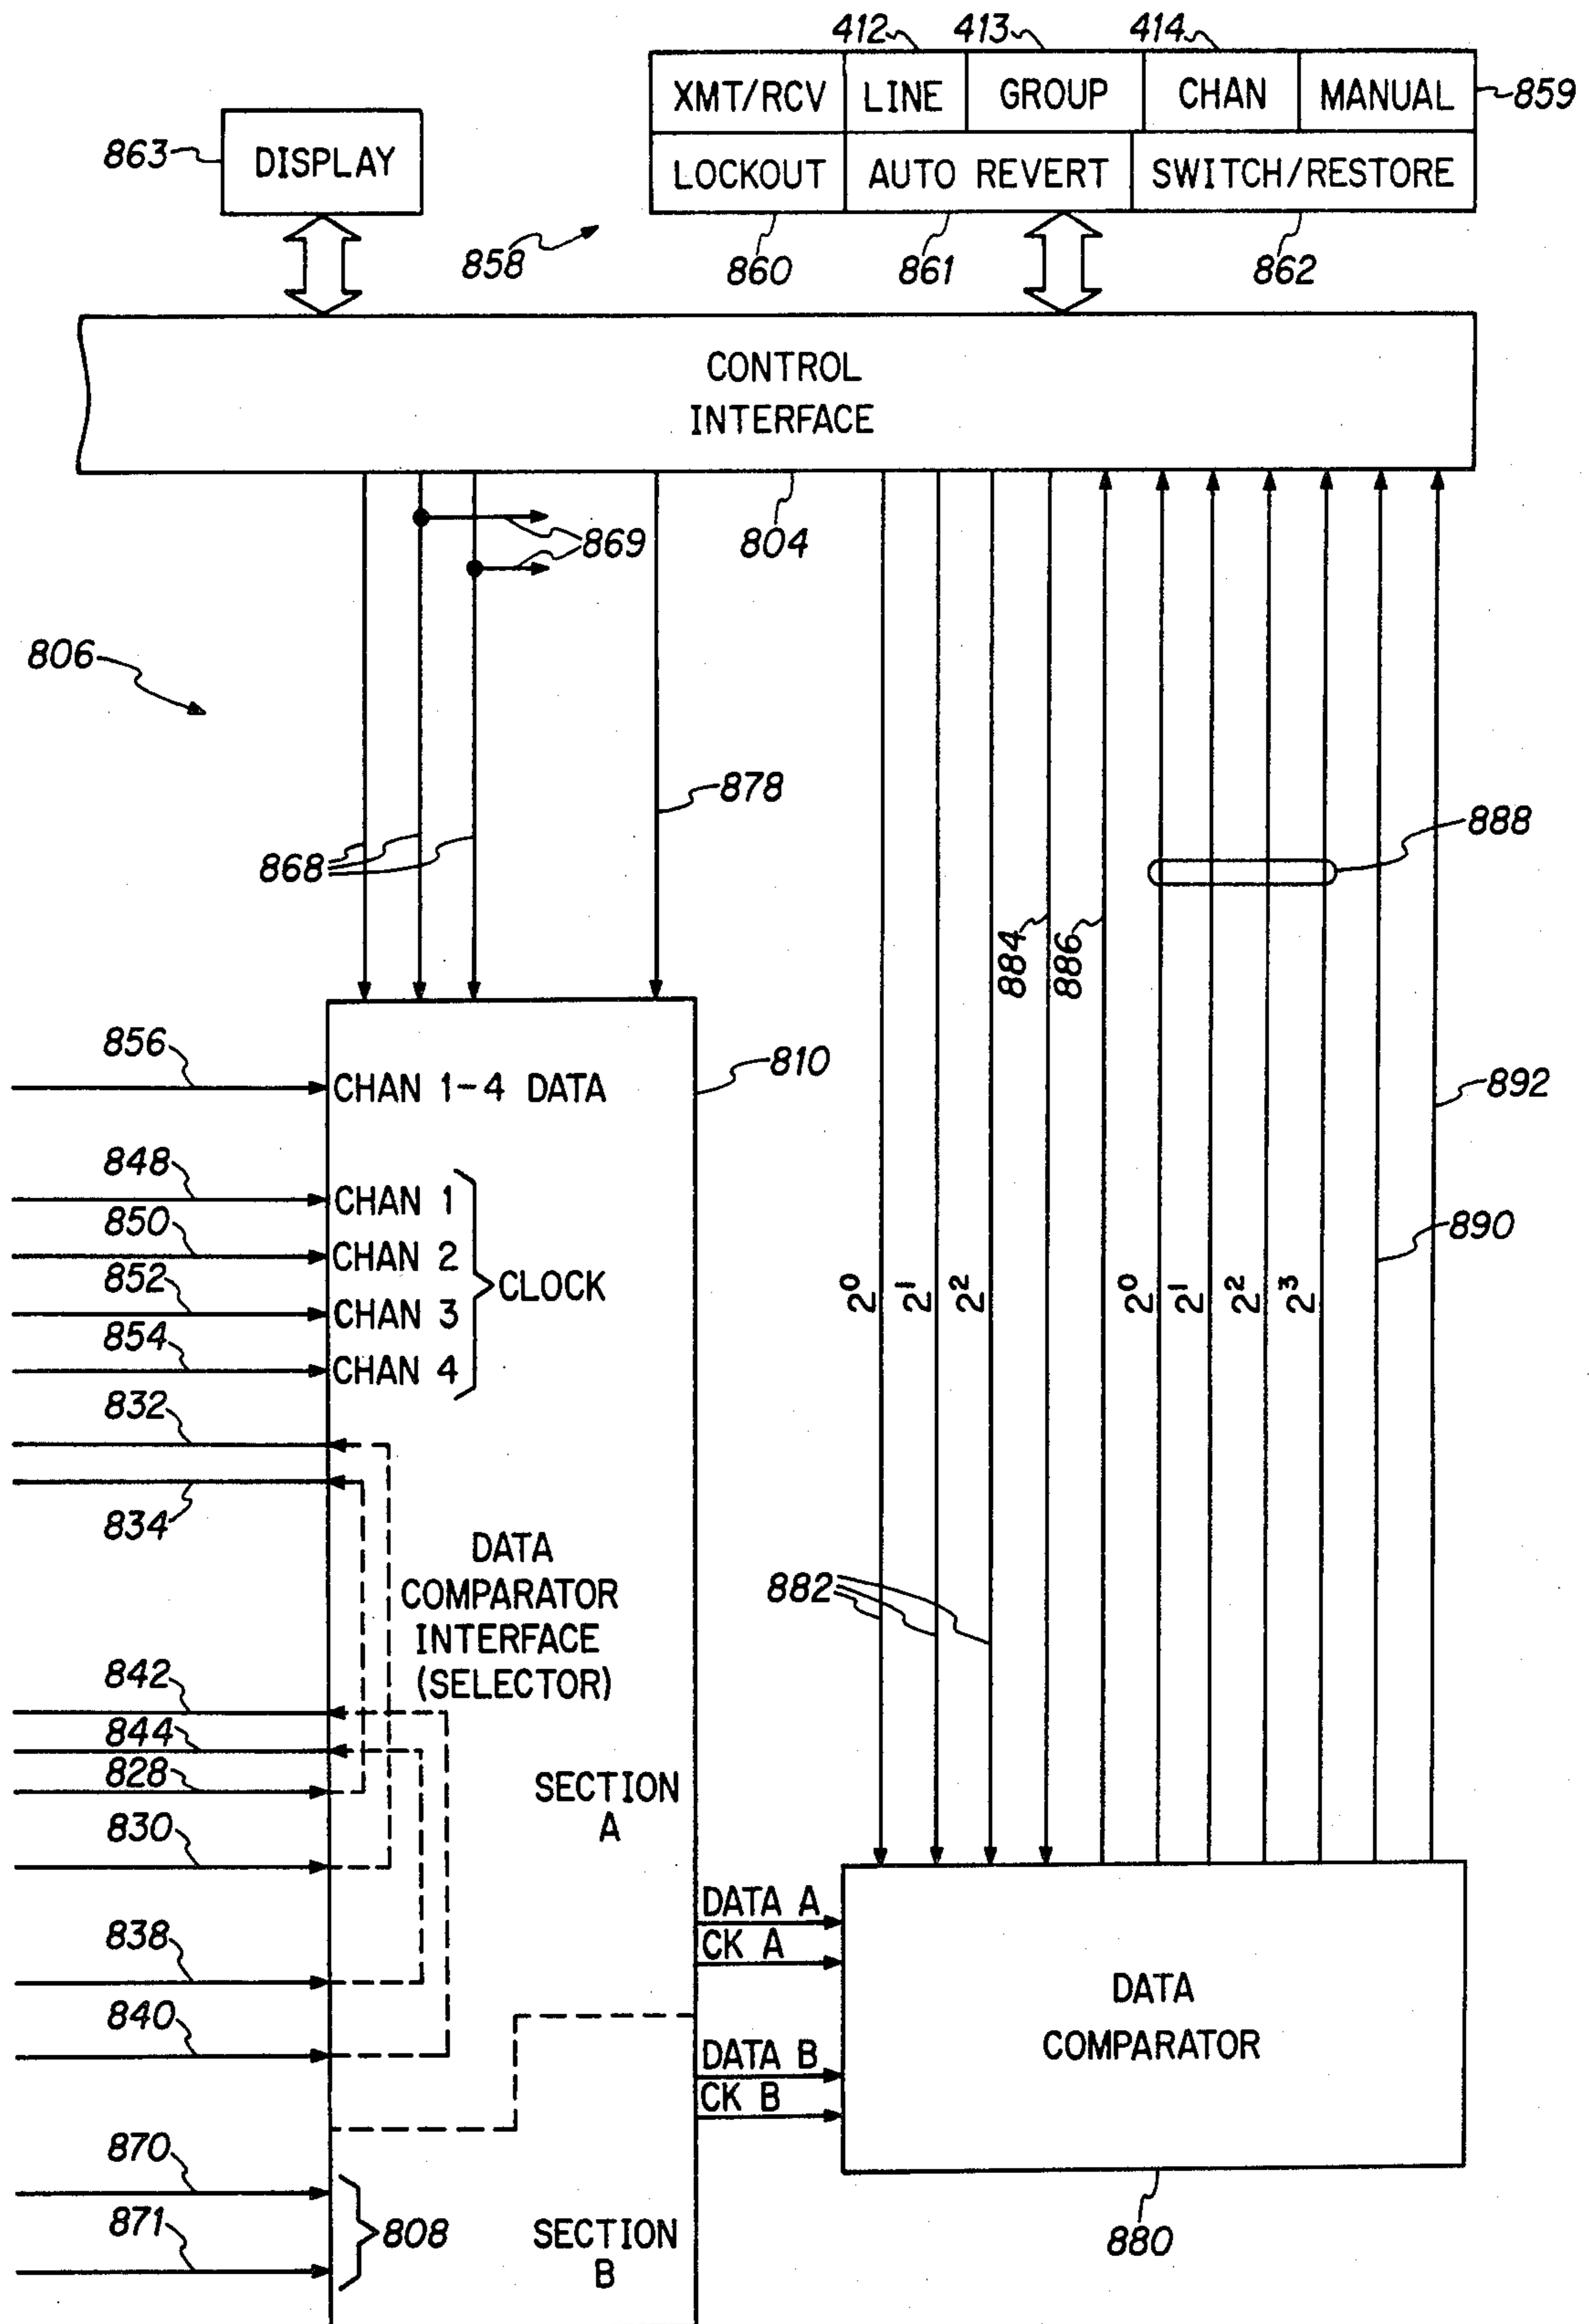 412 413 414
XMT/RCV LINE GROUP CHAN MANUAL 859
863 DISPLAY LOCKOUT AUTO REVERT SWITCH/RESTORE
858 860 861 862
CONTROL
INTERFACE
869 804
806
878
888
868
884 886
856 810
CHAN 1-4 DATA
892
848
CHAN 1
850
CHAN 2
852
CLOCK
CHAN 3
854
CHAN 4
890
2⁰ 2¹ 2² 2⁰ 2¹ 2² 2³
832
834
DATA
COMPARATOR
INTERFACE
(SELECTOR)
882
842
844
828
SECTION
A
830
DATA A
CK A
838
840
DATA
COMPARATOR
DATA B
CK B
870
871
808
SECTION
B
880